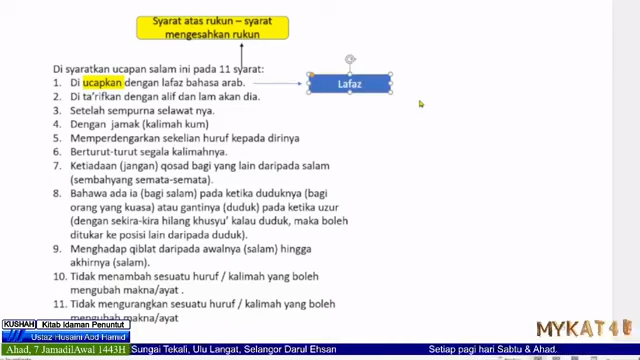 Syarat atas rukun – syarat
mengesahkan rukun
Di syaratkan ucapan salam ini pada 11 syarat:
1. Di ucapkan dengan lafaz bahasa arab.
Lafaz
2. Di ta'rifkan dengan alif dan lam akan dia.
3. Setelah sempurna selawat nya.
4. Dengan jamak (kalimah kum)
5. Memperdengarkan sekelian huruf kepada dirinya
6. Berturut-turut segala kalimahnya.
7. Ketiadaan (jangan) qosad bagi yang lain daripada salam
(sembahyang semata-semata).
8. Bahawa ada ia (bagi salam) pada ketika duduknya (bagi
orang yang kuasa) atau gantinya (duduk) pada ketika uzur
(dengan sekira-kira hilang khusyu' kalau duduk, maka boleh
ditukar ke posisi lain daripada duduk).
9. Menghadap qiblat daripada awalnya (salam) hingga
akhirnya (salam).
10. Tidak menambah sesuatu huruf / kalimah yang boleh
mengubah makna/ayat .
11. Tidak mengurangkan sesuatu huruf / kalimah yang boleh
mengubah makna/ayat
MYKAT4U
KUSHAH Kitab Idaman Penuntut
Ustaz Husaini Abd Hamid
Ahad, 7 JamadilAwal 1443H Sungai Tekali, Ulu Langat, Selangor Darul Ehsan Setiap pagi hari Sabtu & Ahad.